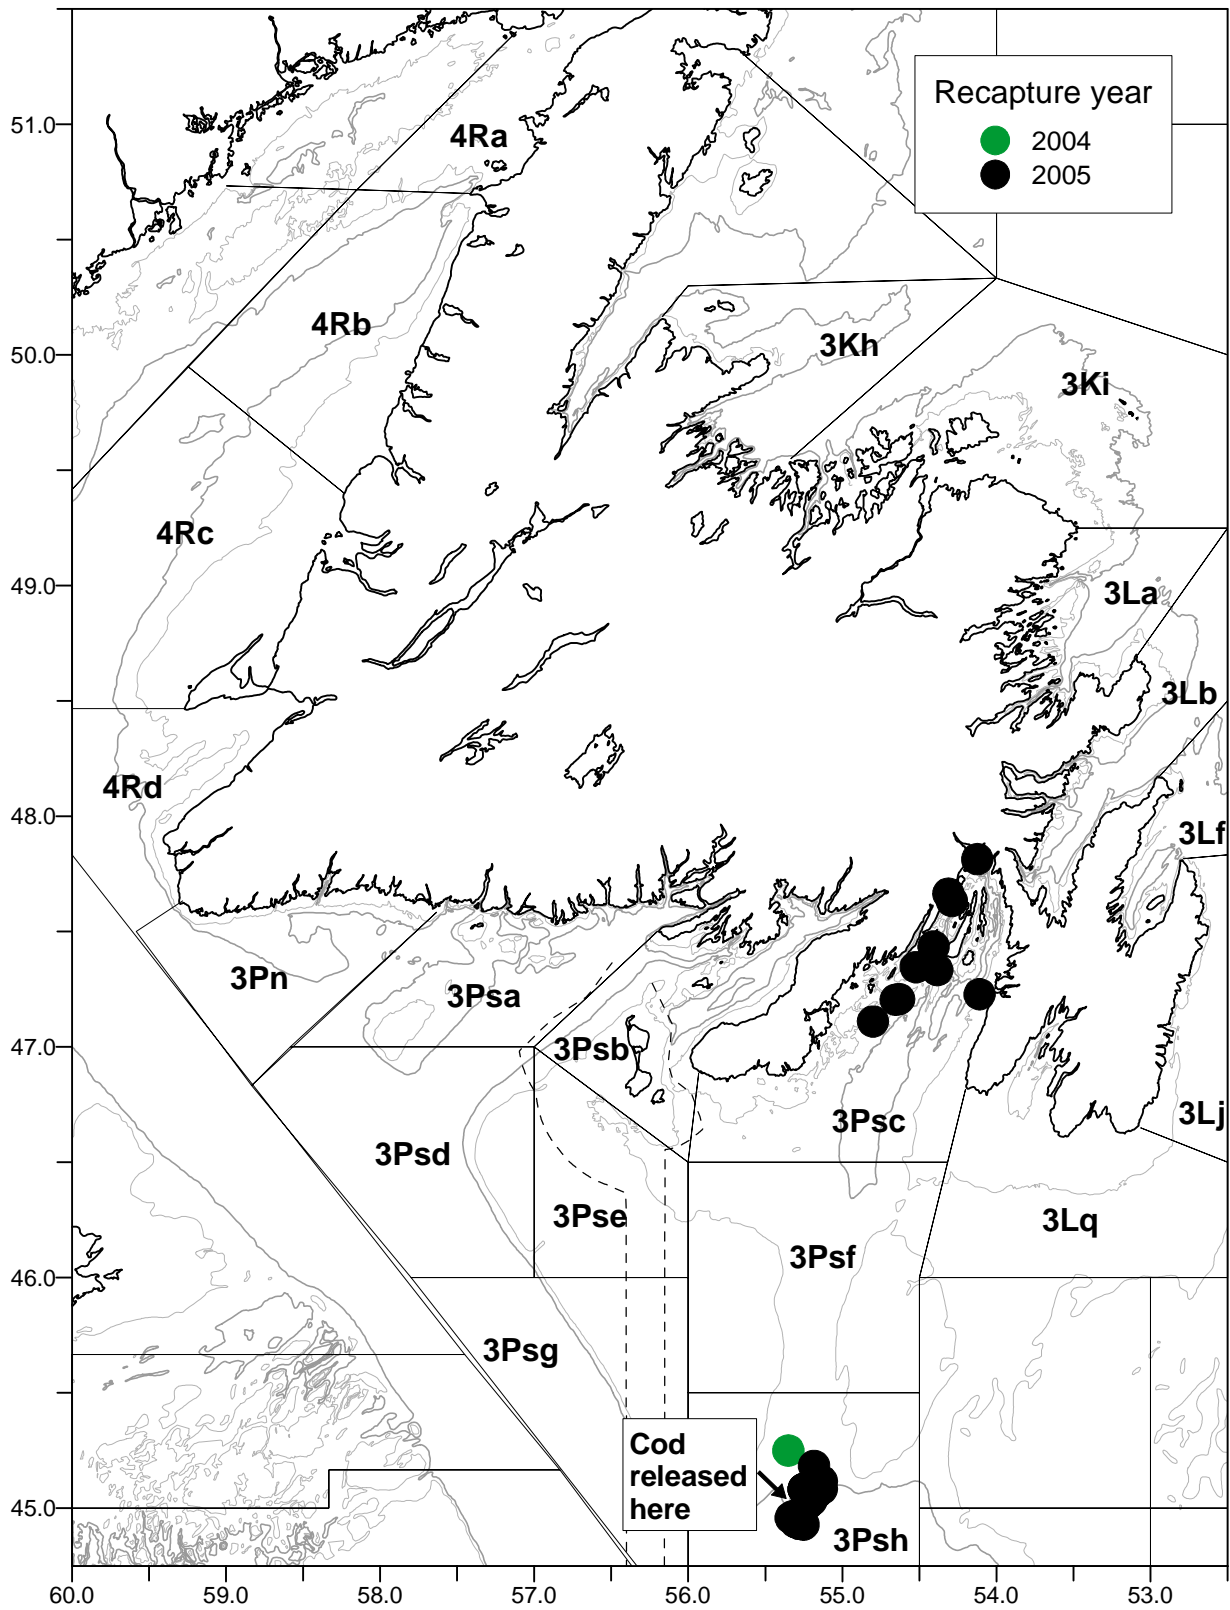 Recapture year
2004
2005
51.0
50.0
49.0
48.0
47.0
46.0
45.0
4Ra
4Rb
3Kh
3Ki
4Rc
3La
3Lb
4Rd
3Lf
3Pn
3Psa
3Psb
3Psc
3Lj
3Psd
3Pse
3Lq
3Psf
3Psg
Cod
released
here
3Psh
60.0
59.0
58.0
57.0
56.0
55.0
54.0
53.0